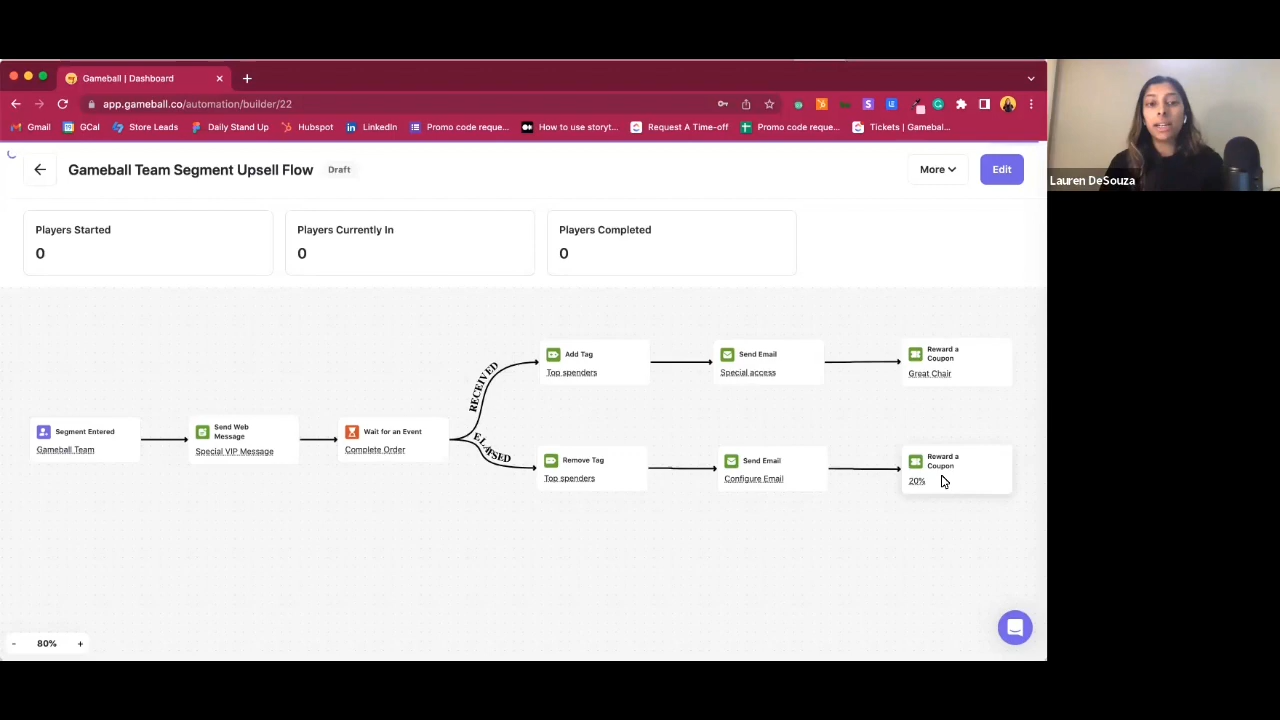 Gameball | Dashboard
app.gameball.co/automation/builder/22
Gmail
GCal
Store Leads
Daily Stand Up
Hubspot
LinkedIn
Promo code reque...
How to use storyt...
Request A Time-off
Promo code reque...
Tickets | Gamebal...
Lauren DeSouza
Gameball Team Segment Upsell Flow
Draft
More
Edit
Players Started
0
Players Currently In
0
Players Completed
0
Segment Entered
Gameball Team
Send Web
Message
Special VIP Message
Wait for an Event
Complete Order
RECEIVED
ELAPSED
Add Tag
Top spenders
Send Email
Special access
Reward a
Coupon
Great Chair
Remove Tag
Top spenders
Send Email
Configure Email
Reward a
Coupon
20%
- 80% +